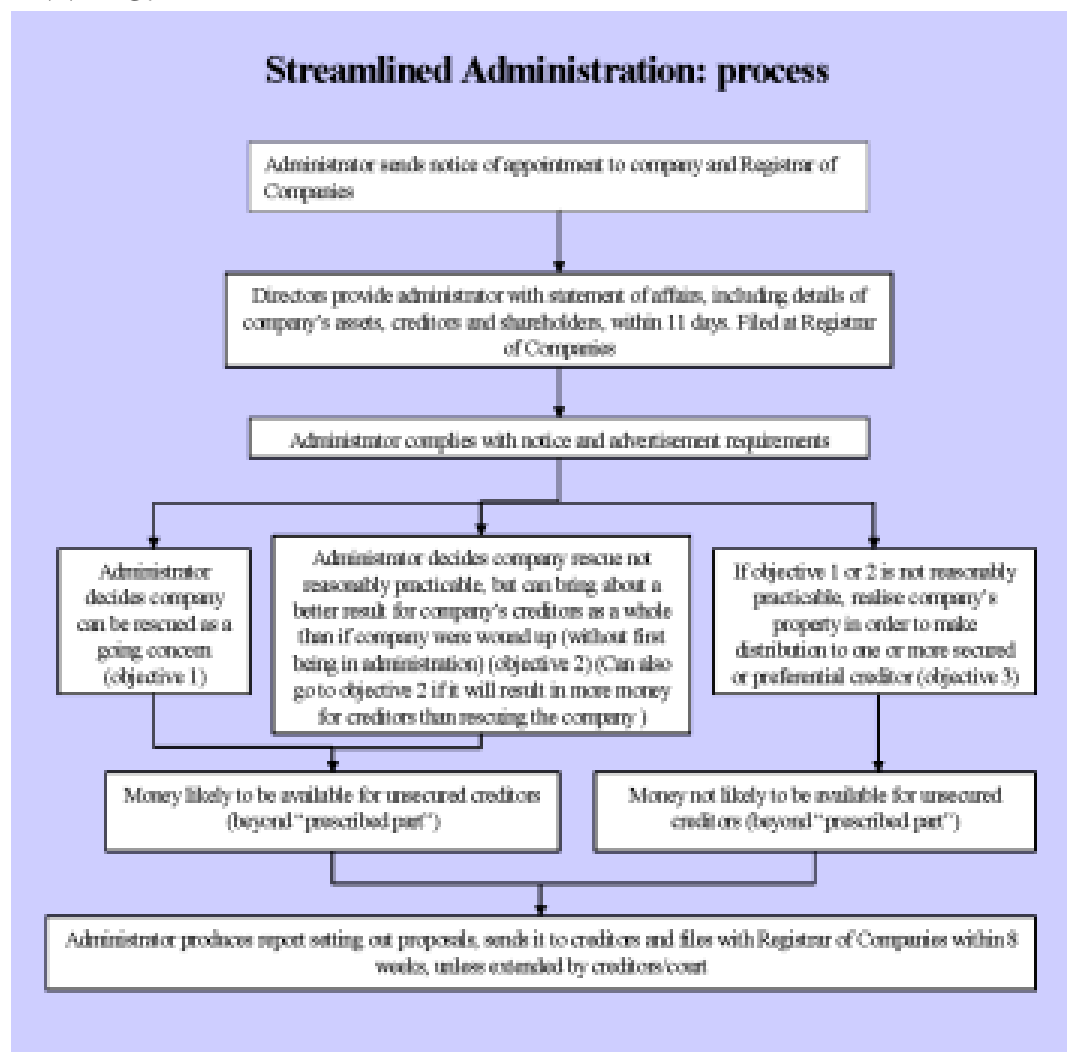 Streamlined Administration: process
Administrator sends notice of appointment to company and Registrar of
Companies
Directors provide administrator with statement of affairs, including details of
company's assets, creditors and shareholders, within 11 days. Filed at Registrar
of Companies
Administrator complies with notice and advertisement requirements
Administrator
decides company
can be rescued as a
going concern
(objective 1)
Administrator decides company rescue not
reasonably practicable, but can bring about a
better result for company's creditors as a whole
than if company were wound up (without first
being in administration) (objective 2) (Can also
go to objective 2 if it will result in more money
for creditors than rescuing the company )
If objective 1 or 2 is not reasonably
practicable, realise company's
property in order to make
distribution to one or more secured
or preferential creditor (objective 3)
Money likely to be available for unsecured creditors
(beyond "prescribed part")
Money not likely to be available for unsecured
creditors (beyond "prescribed part")
Administrator produces report setting out proposals, sends it to creditors and files with Registrar of Companies within 8
weeks, unless extended by creditors/court